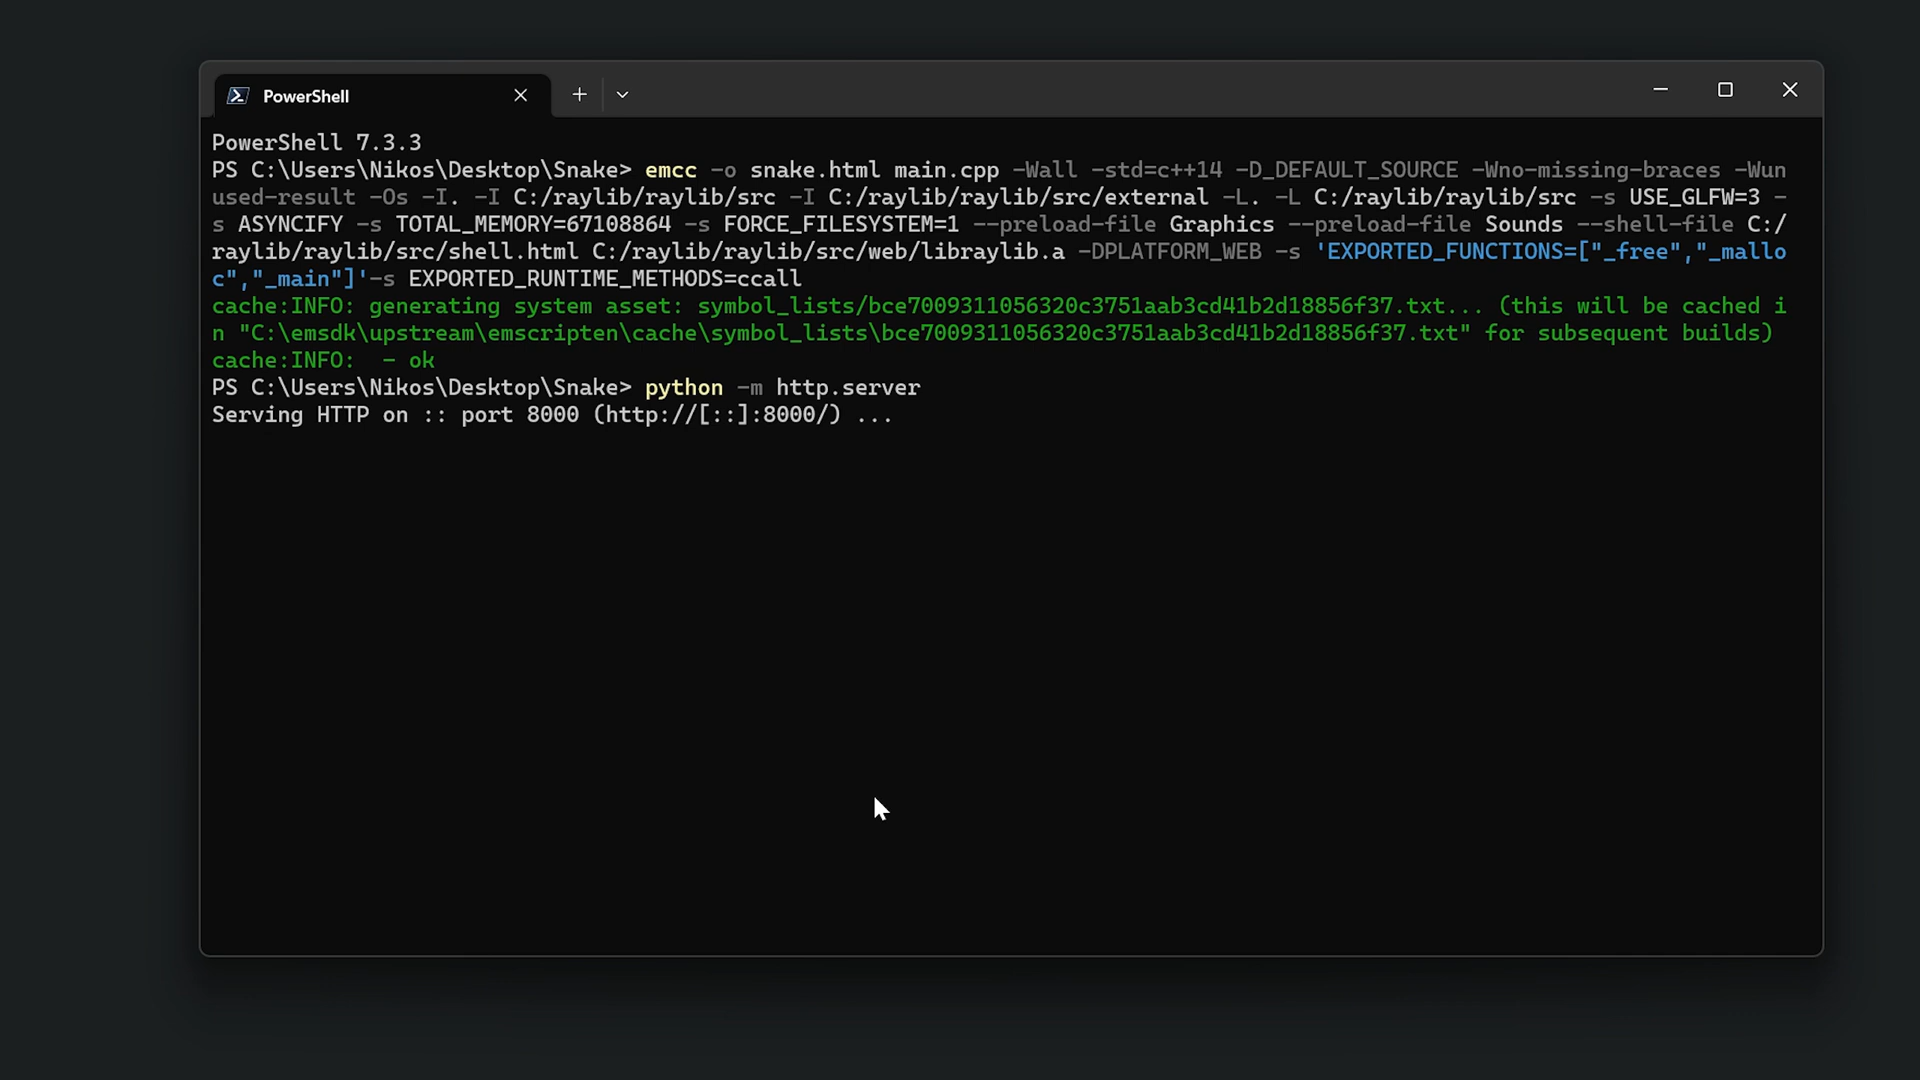 PowerShell
PowerShell 7.3.3
PS C:\Users\Nikos\Desktop\Snake> emcc -o snake.html main.cpp -Wall -std=c++14 -D_DEFAULT_SOURCE -Wno-missing-braces -Wun
used-result -Os -I. -I C:/raylib/raylib/src -I C:/raylib/raylib/src/external -L. -L C:/raylib/raylib/src -s USE_GLFW=3 -
s ASYNCIFY -s TOTAL_MEMORY=67108864 -s FORCE_FILESYSTEM=1 --preload-file Graphics --preload-file Sounds --shell-file C:/
raylib/raylib/src/shell.html C:/raylib/raylib/src/web/libraylib.a -DPLATFORM_WEB -s 'EXPORTED_FUNCTIONS=["_free","_mallo
c","_main"]'-s EXPORTED_RUNTIME_METHODS=ccall
cache:INFO: generating system asset: symbol_lists/bce7009311056320c3751aab3cd41b2d18856f37.txt... (this will be cached i
n "C:\emsdk\upstream\emscripten\cache\symbol_lists\bce7009311056320c3751aab3cd41b2d18856f37.txt" for subsequent builds)
cache:INFO:  - ok
PS C:\Users\Nikos\Desktop\Snake> python -m http.server
Serving HTTP on :: port 8000 (http://[::]:8000/) ...